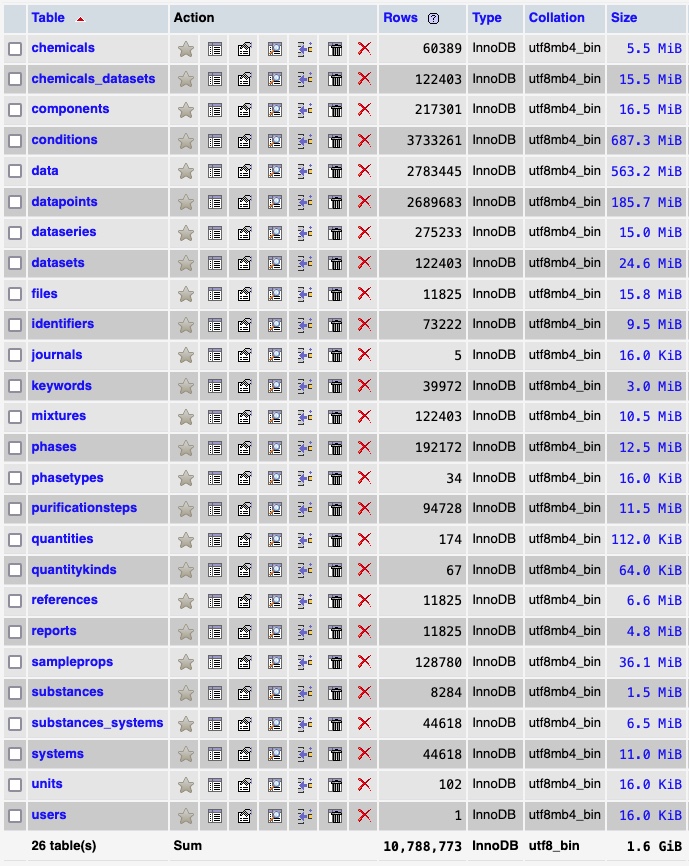 Table Action Rows Type Collation Size
chemicals 60389 InnoDB utf8mb4_bin 5.5 MiB
chemicals_datasets 122403 InnoDB utf8mb4_bin 15.5 MiB
components 217301 InnoDB utf8mb4_bin 16.5 MiB
conditions 3733261 InnoDB utf8mb4_bin 687.3 MiB
data 2783445 InnoDB utf8mb4_bin 563.2 MiB
datapoints 2689683 InnoDB utf8mb4_bin 185.7 MiB
dataseries 275233 InnoDB utf8mb4_bin 15.0 MiB
datasets 122403 InnoDB utf8mb4_bin 24.6 MiB
files 11825 InnoDB utf8mb4_bin 15.8 MiB
identifiers 73222 InnoDB utf8mb4_bin 9.5 MiB
journals 5 InnoDB utf8mb4_bin 16.0 KiB
keywords 39972 InnoDB utf8mb4_bin 3.0 MiB
mixtures 122403 InnoDB utf8mb4_bin 10.5 MiB
phases 192172 InnoDB utf8mb4_bin 12.5 MiB
phasetypes 34 InnoDB utf8mb4_bin 16.0 KiB
purificationsteps 94728 InnoDB utf8mb4_bin 11.5 MiB
quantities 174 InnoDB utf8mb4_bin 112.0 KiB
quantitykinds 67 InnoDB utf8mb4_bin 64.0 KiB
references 11825 InnoDB utf8mb4_bin 6.6 MiB
reports 11825 InnoDB utf8mb4_bin 4.8 MiB
sampleprops 128780 InnoDB utf8mb4_bin 36.1 MiB
substances 8284 InnoDB utf8mb4_bin 1.5 MiB
substances_systems 44618 InnoDB utf8mb4_bin 6.5 MiB
systems 44618 InnoDB utf8mb4_bin 11.0 MiB
units 102 InnoDB utf8mb4_bin 16.0 KiB
users 1 InnoDB utf8mb4_bin 16.0 KiB
26 table(s) Sum 10,788,773 InnoDB utf8_bin 1.6 GiB